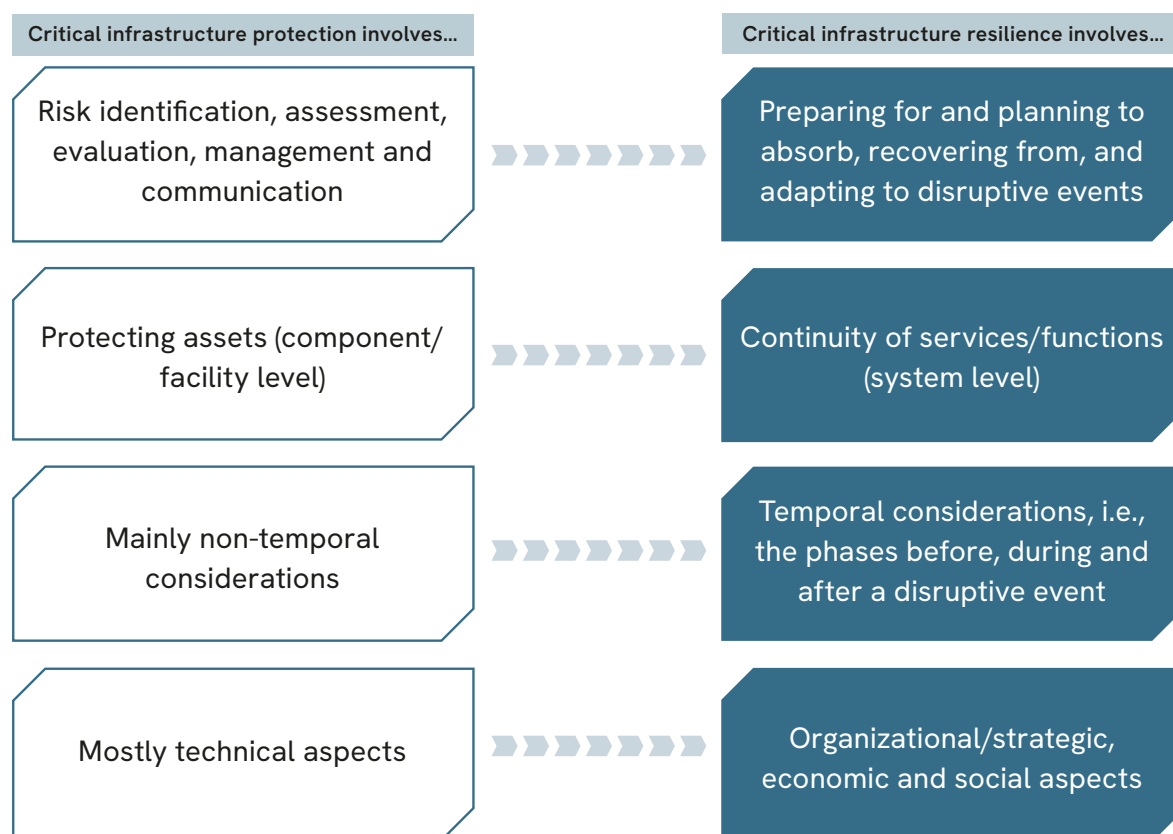 Critical infrastructure protection involves…
Critical infrastructure resilience involves…
Risk identification, assessment,
evaluation, management and
communication
Preparing for and planning to
absorb, recovering from, and
adapting to disruptive events
Protecting assets (component/
facility level)
Continuity of services/functions
(system level)
Mainly non-temporal
considerations
Temporal considerations, i.e.,
the phases before, during and
after a disruptive event
Mostly technical aspects
Organizational/strategic,
economic and social aspects